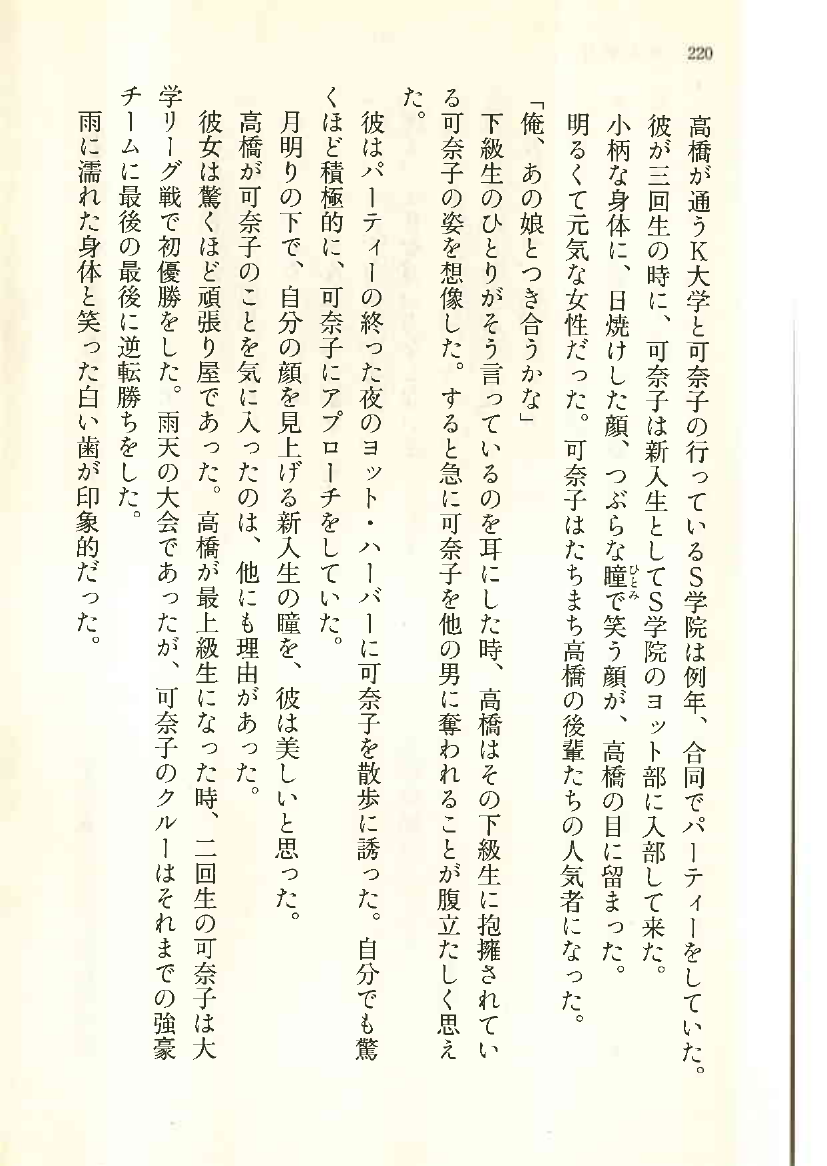 220
高橋が通うK大学と可奈子の行っているS学院は例年、合同でパーティーをしていた。
彼が三回生の時に、可奈子は新入生としてS学院のヨット部に入部して来た。
小柄な身体に、日焼けした顔、つぶらな瞳で笑う顔が、高橋の目に留まった。
ひとみ
明るくて元気な女性だった。可奈子はたちまち高橋の後輩たちの人気者になった。
「俺、あの娘とつき合うかな」
下級生のひとりがそう言っているのを耳にした時、高橋はその下級生に抱擁されてい
る可奈子の姿を想像した。すると急に可奈子を他の男に奪われることが腹立たしく思え
た。
彼はパーティーの終った夜のヨット・ハーバーに可奈子を散歩に誘った。自分でも驚
くほど積極的に、可奈子にアプローチをしていた。
月明りの下で、自分の顔を見上げる新入生の瞳を、彼は美しいと思った。
高橋が可奈子のことを気に入ったのは、他にも理由があった。
彼女は驚くほど頑張り屋であった。高橋が最上級生になった時、二回生の可奈子は大
学リーグ戦で初優勝をした。雨天の大会であったが、可奈子のクルーはそれまでの強豪
チームに最後の最後に逆転勝ちをした。
雨に濡れた身体と笑った白い歯が印象的だった。